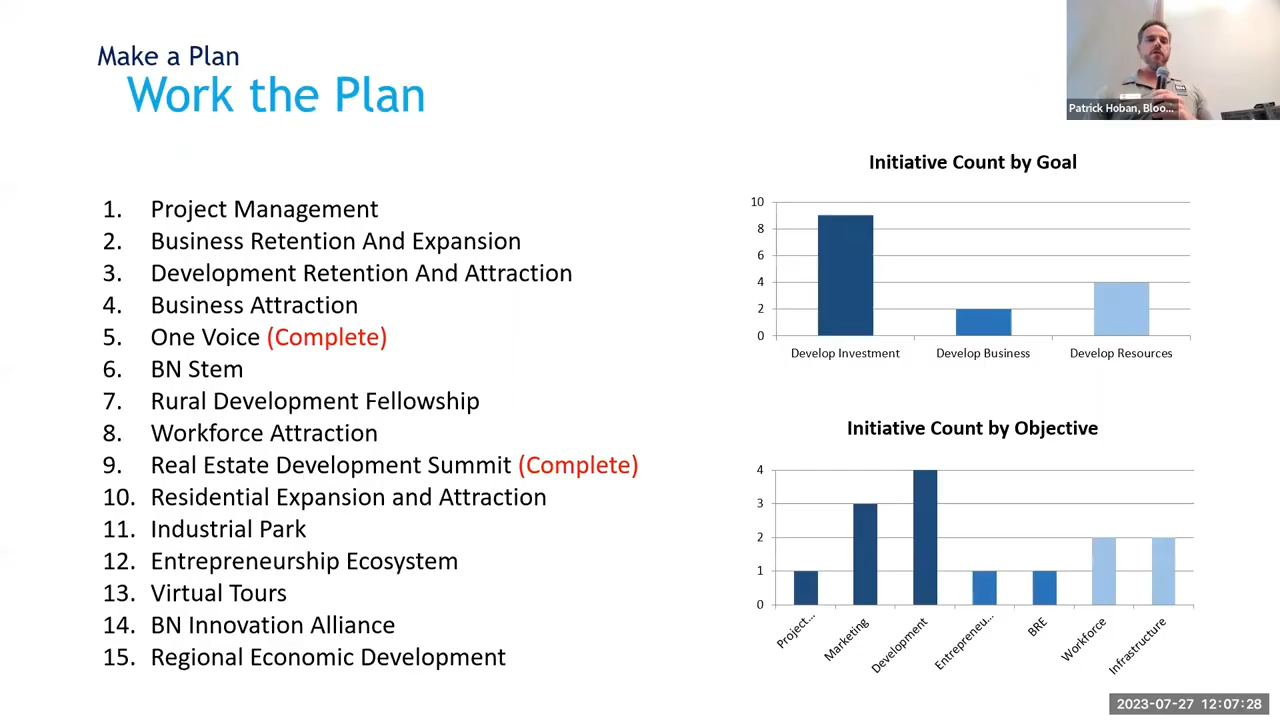 Make a Plan
Work the Plan
Patrick Hoban, Bloo...
1. Project Management
2. Business Retention And Expansion
3. Development Retention And Attraction
4. Business Attraction
5. One Voice (Complete)
6. BN Stem
7. Rural Development Fellowship
8. Workforce Attraction
9. Real Estate Development Summit (Complete)
10. Residential Expansion and Attraction
11. Industrial Park
12. Entrepreneurship Ecosystem
13. Virtual Tours
14. BN Innovation Alliance
15. Regional Economic Development
Initiative Count by Goal
10
8
6
4
2
0
Develop Investment
Develop Business
Develop Resources
Initiative Count by Objective
4
3
2
1
0
Project...
Marketing
Development
Entrepreneu...
BRE
Workforce
Infrastructure
2023-07-27 12:07:28